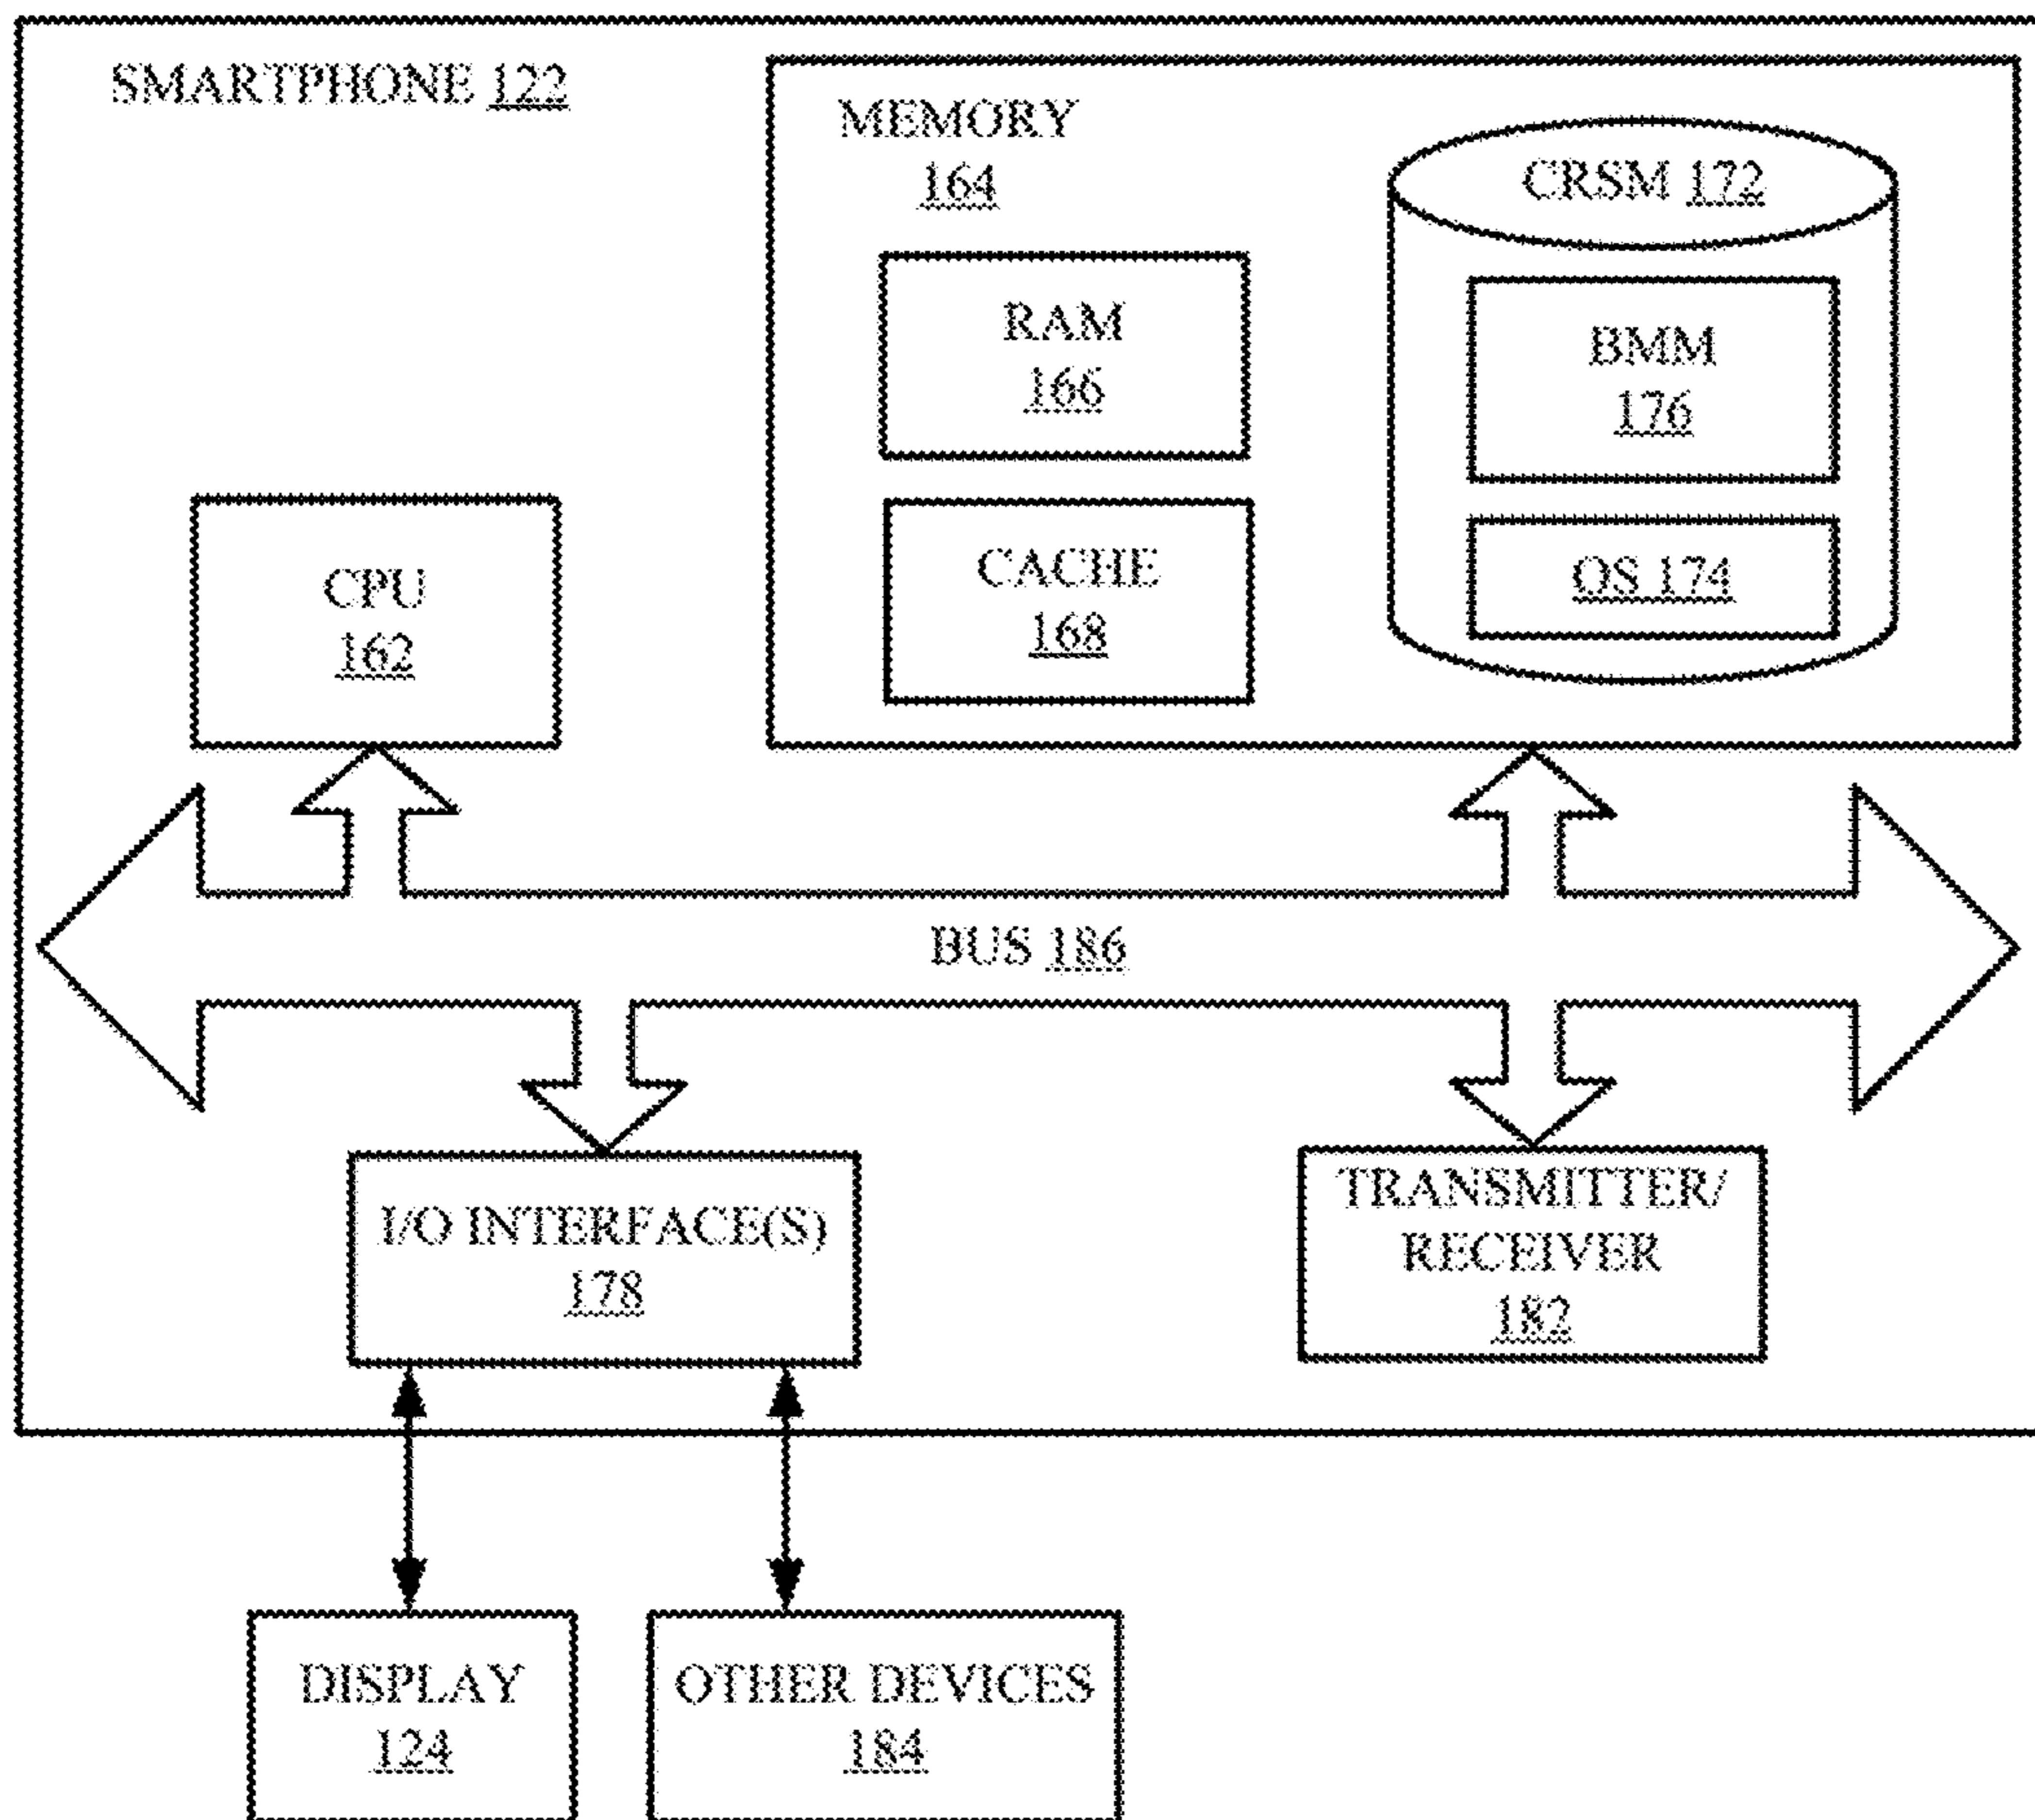 SMARTPHONE 122
MEMORY
164
CRSM 172
RAM
166
BMM
176
CACHE
168
OS 174
CPU
162
BUS 186
I/O INTERFACE(S)
178
TRANSMITTER/
RECEIVER
182
DISPLAY
124
OTHER DEVICES
184